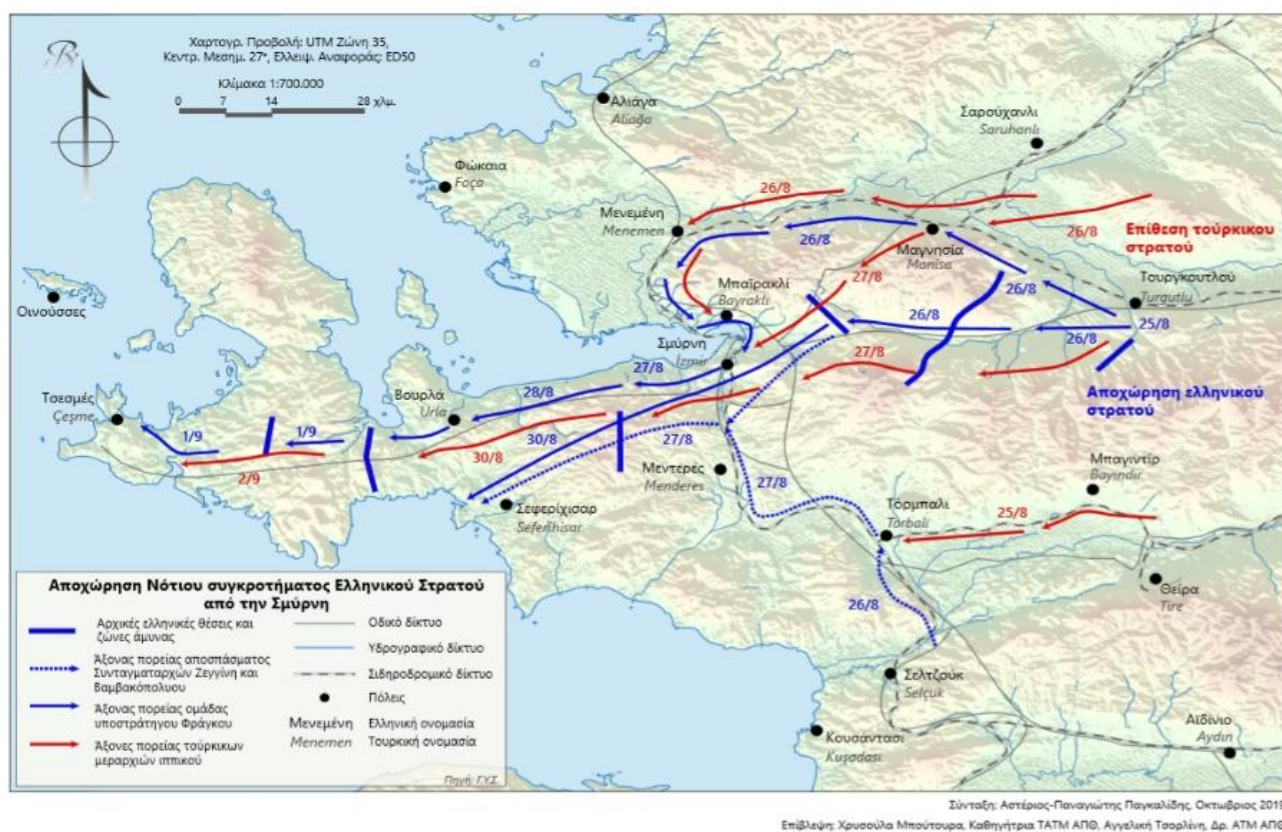 Χαρτογρ. Προβολή: UTM Ζώνη 35,
Κεντρ. Μεσημ. 27°, Ελλειψ. Αναφοράς: ED50
Κλίμακα 1:700.000
0 7 14 28 χλμ.
Αλιάγα
Aliağa
Σαρούχανλι
Saruhanlı
Φώκαια
Foça
26/8
Μενεμένη
Menemen
26/8
Μαγνησία
Manisa
26/8
Επίθεση τούρκικου
στρατού
Οινούσσες
27/8
Μπαϊρακλί
Bayraklı
26/8
Τουργκουτλού
Turgutlu
26/8
26/8
25/8
Σμύρνη
İzmir
27/8
27/8
28/8
Αποχώρηση ελληνικού
στρατού
Τσεσμές
Çeşme
Βουρλά
Urla
1/9
1/9
30/8
27/8
30/8
2/9
Μεντερές
Menderes
27/8
Μπαγιντίρ
Bayındır
Σεφερίχισαρ
Seferihisar
Τόρμπαλι
Torbalı
25/8
Θείρα
Tire
26/8
Σελτζούκ
Selçuk
Κουσάντασι
Kuşadası
Αϊδίνιο
Aydın
Αποχώρηση Νότιου συγκροτήματος Ελληνικού Στρατού
από την Σμύρνη
Αρχικές ελληνικές θέσεις και
ζώνες άμυνας
Άξονας πορείας αποσπάσματος
Συνταγματαρχών Ζεγγίνη και
Βαμβακόπολυου
Άξονας πορείας ομάδας
υποστράτηγου Φράγκου
Άξονες πορείας τούρκικων
μεραρχιών ιππικού
Οδικό δίκτυο
Υδρογραφικό δίκτυο
Σιδηροδρομικό δίκτυο
Πόλεις
Μενεμένη Ελληνική ονομασία
Menemen Τουρκική ονομασία
Πηγή: Γ.Υ.Σ.
Σύνταξη: Αστέριος-Παναγιώτης Παγκαλίδης, Οκτωβριος 2019
Επίβλεψη: Χρυσούλα Μπούτουρα, Καθηγήτρια ΤΑΤΜ ΑΠΘ, Αγγελική Τσορλίνη, Δρ. ΑΤΜ ΑΠΘ